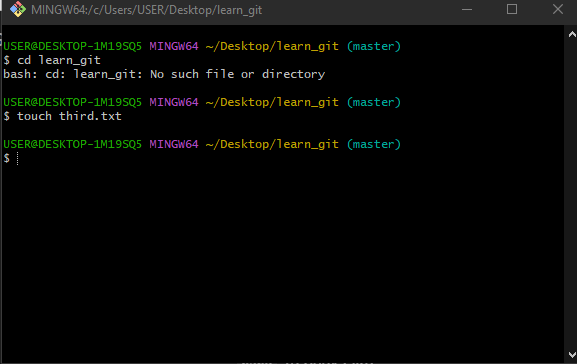 MINGW64:/c/Users/USER/Desktop/learn_git
USER@DESKTOP-1M19SQ5 MINGW64 ~/Desktop/learn_git (master)
$ cd learn_git
bash: cd: learn_git: No such file or directory
USER@DESKTOP-1M19SQ5 MINGW64 ~/Desktop/learn_git (master)
$ touch third.txt
USER@DESKTOP-1M19SQ5 MINGW64 ~/Desktop/learn_git (master)
$